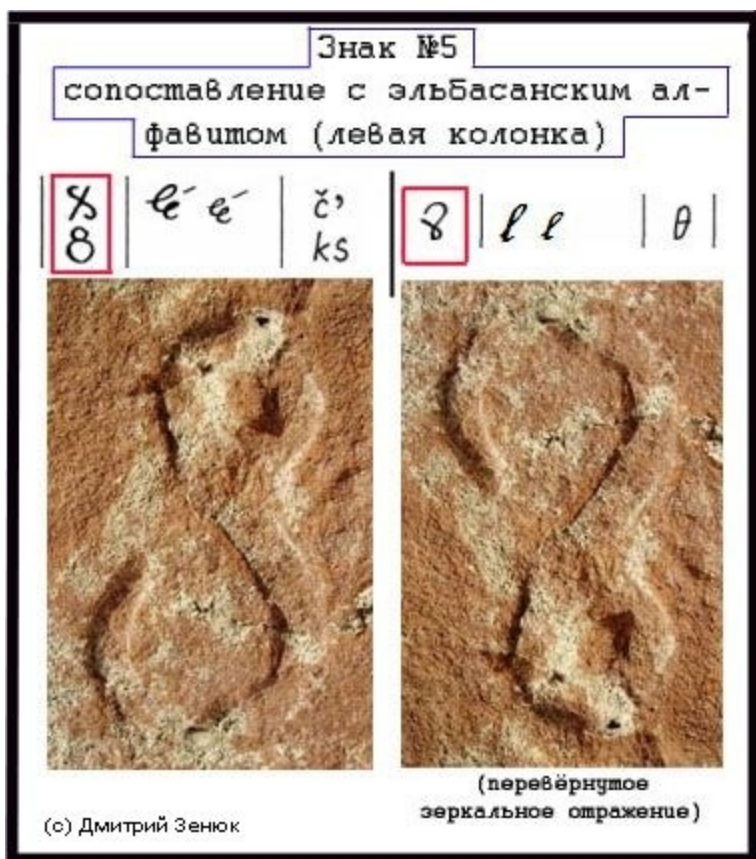 Знак №5
сопоставление с эльбасанским ал-
фавитом (левая колонка)
č’
ks
θ
(перевёрнутое
зеркальное отражение)
(с) Дмитрий Зенюк